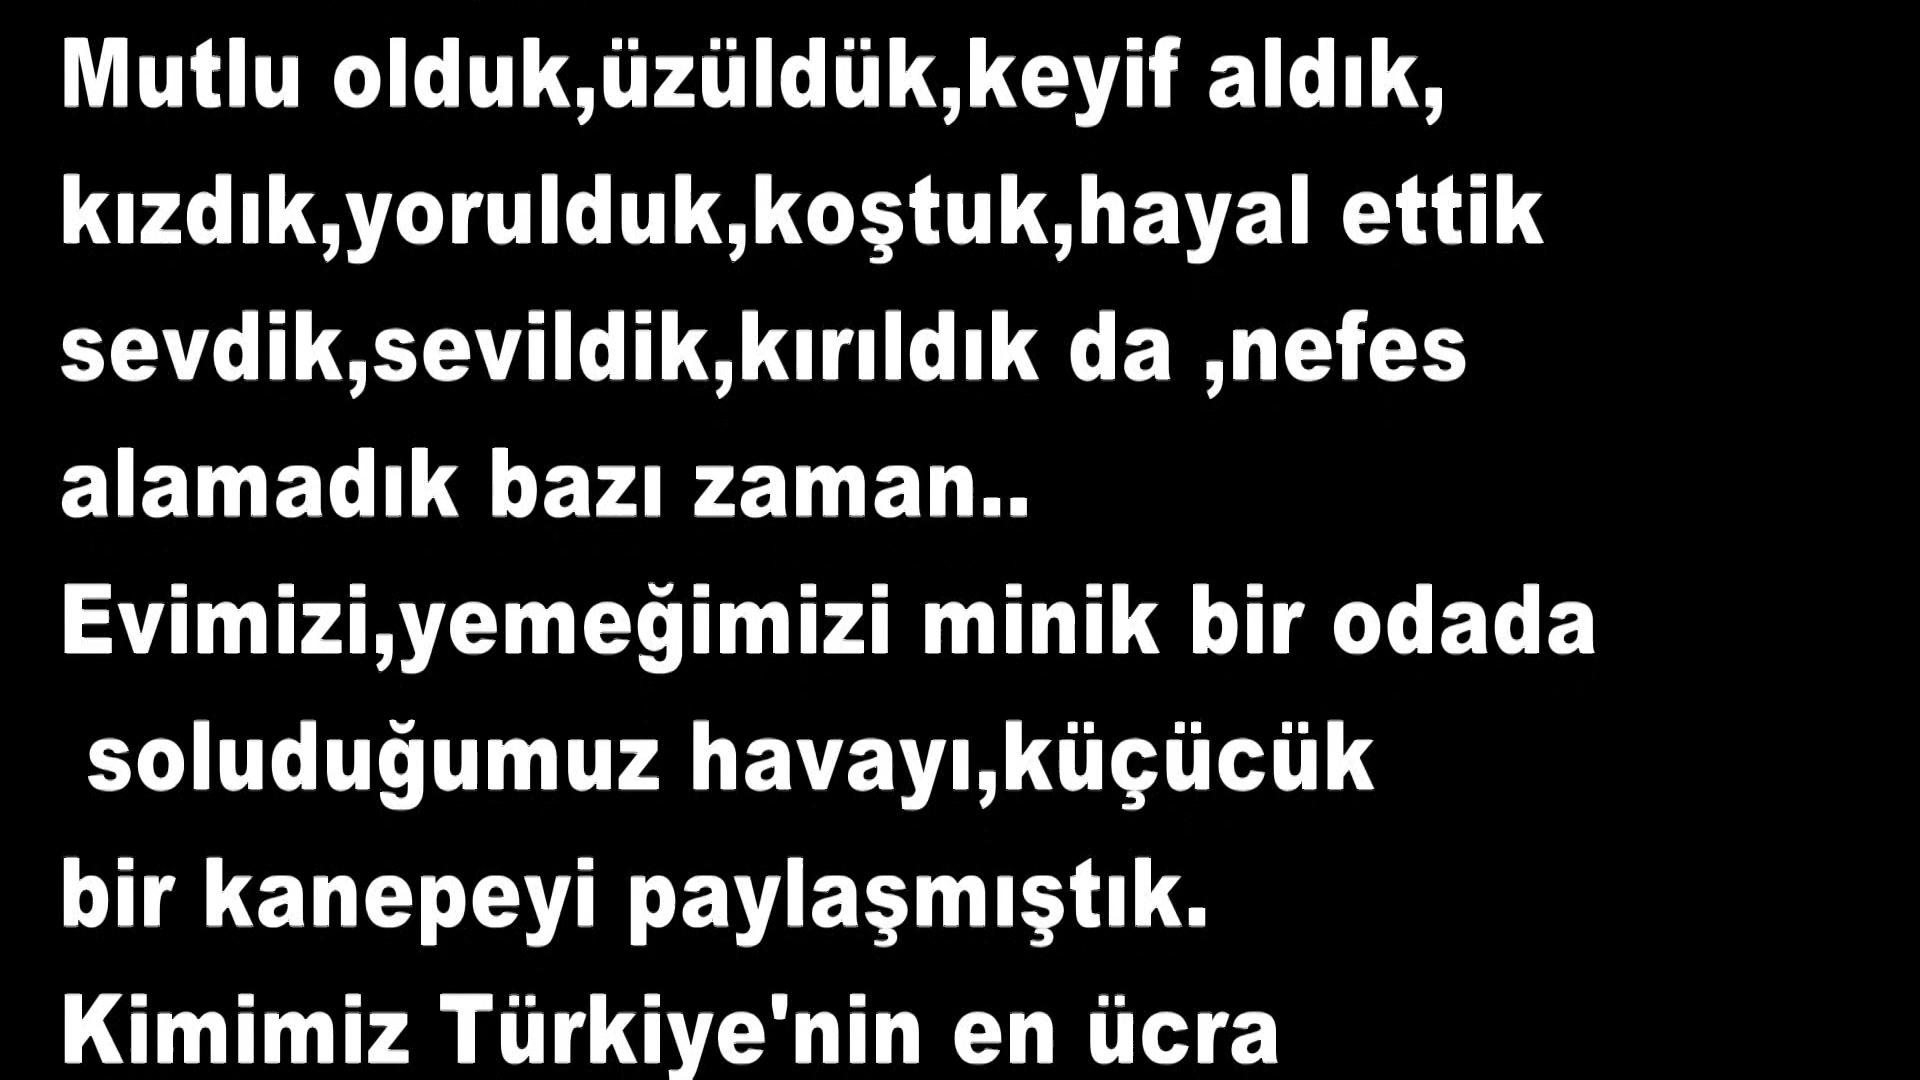 Mutlu olduk,üzüldük,keyif aldık,
kızdık,yorulduk,koştuk,hayal ettik
sevdik,sevildik,kırıldık da ,nefes
alamadık bazı zaman..
Evimizi,yemeğimizi minik bir odada
soluduğumuz havayı,küçücük
bir kanepeyi paylaşmıştık.
Kimimiz Türkiye'nin en ücra